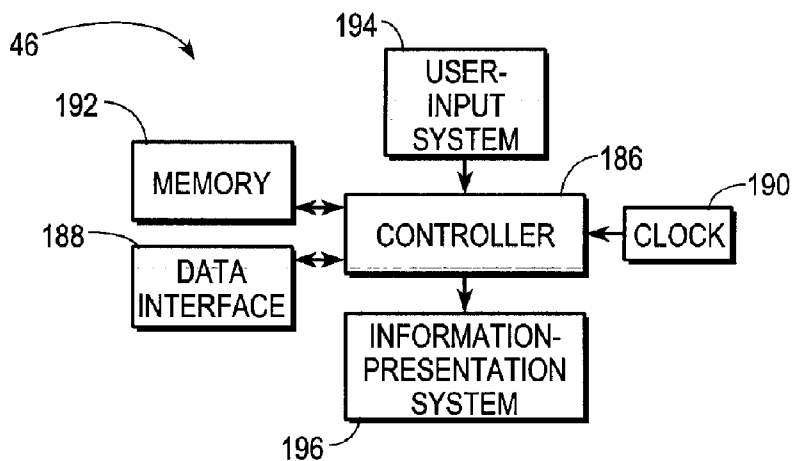 46
194
USER-
INPUT
SYSTEM
192
MEMORY
186
CONTROLLER
190
CLOCK
188
DATA
INTERFACE
INFORMATION-
PRESENTATION
SYSTEM
196